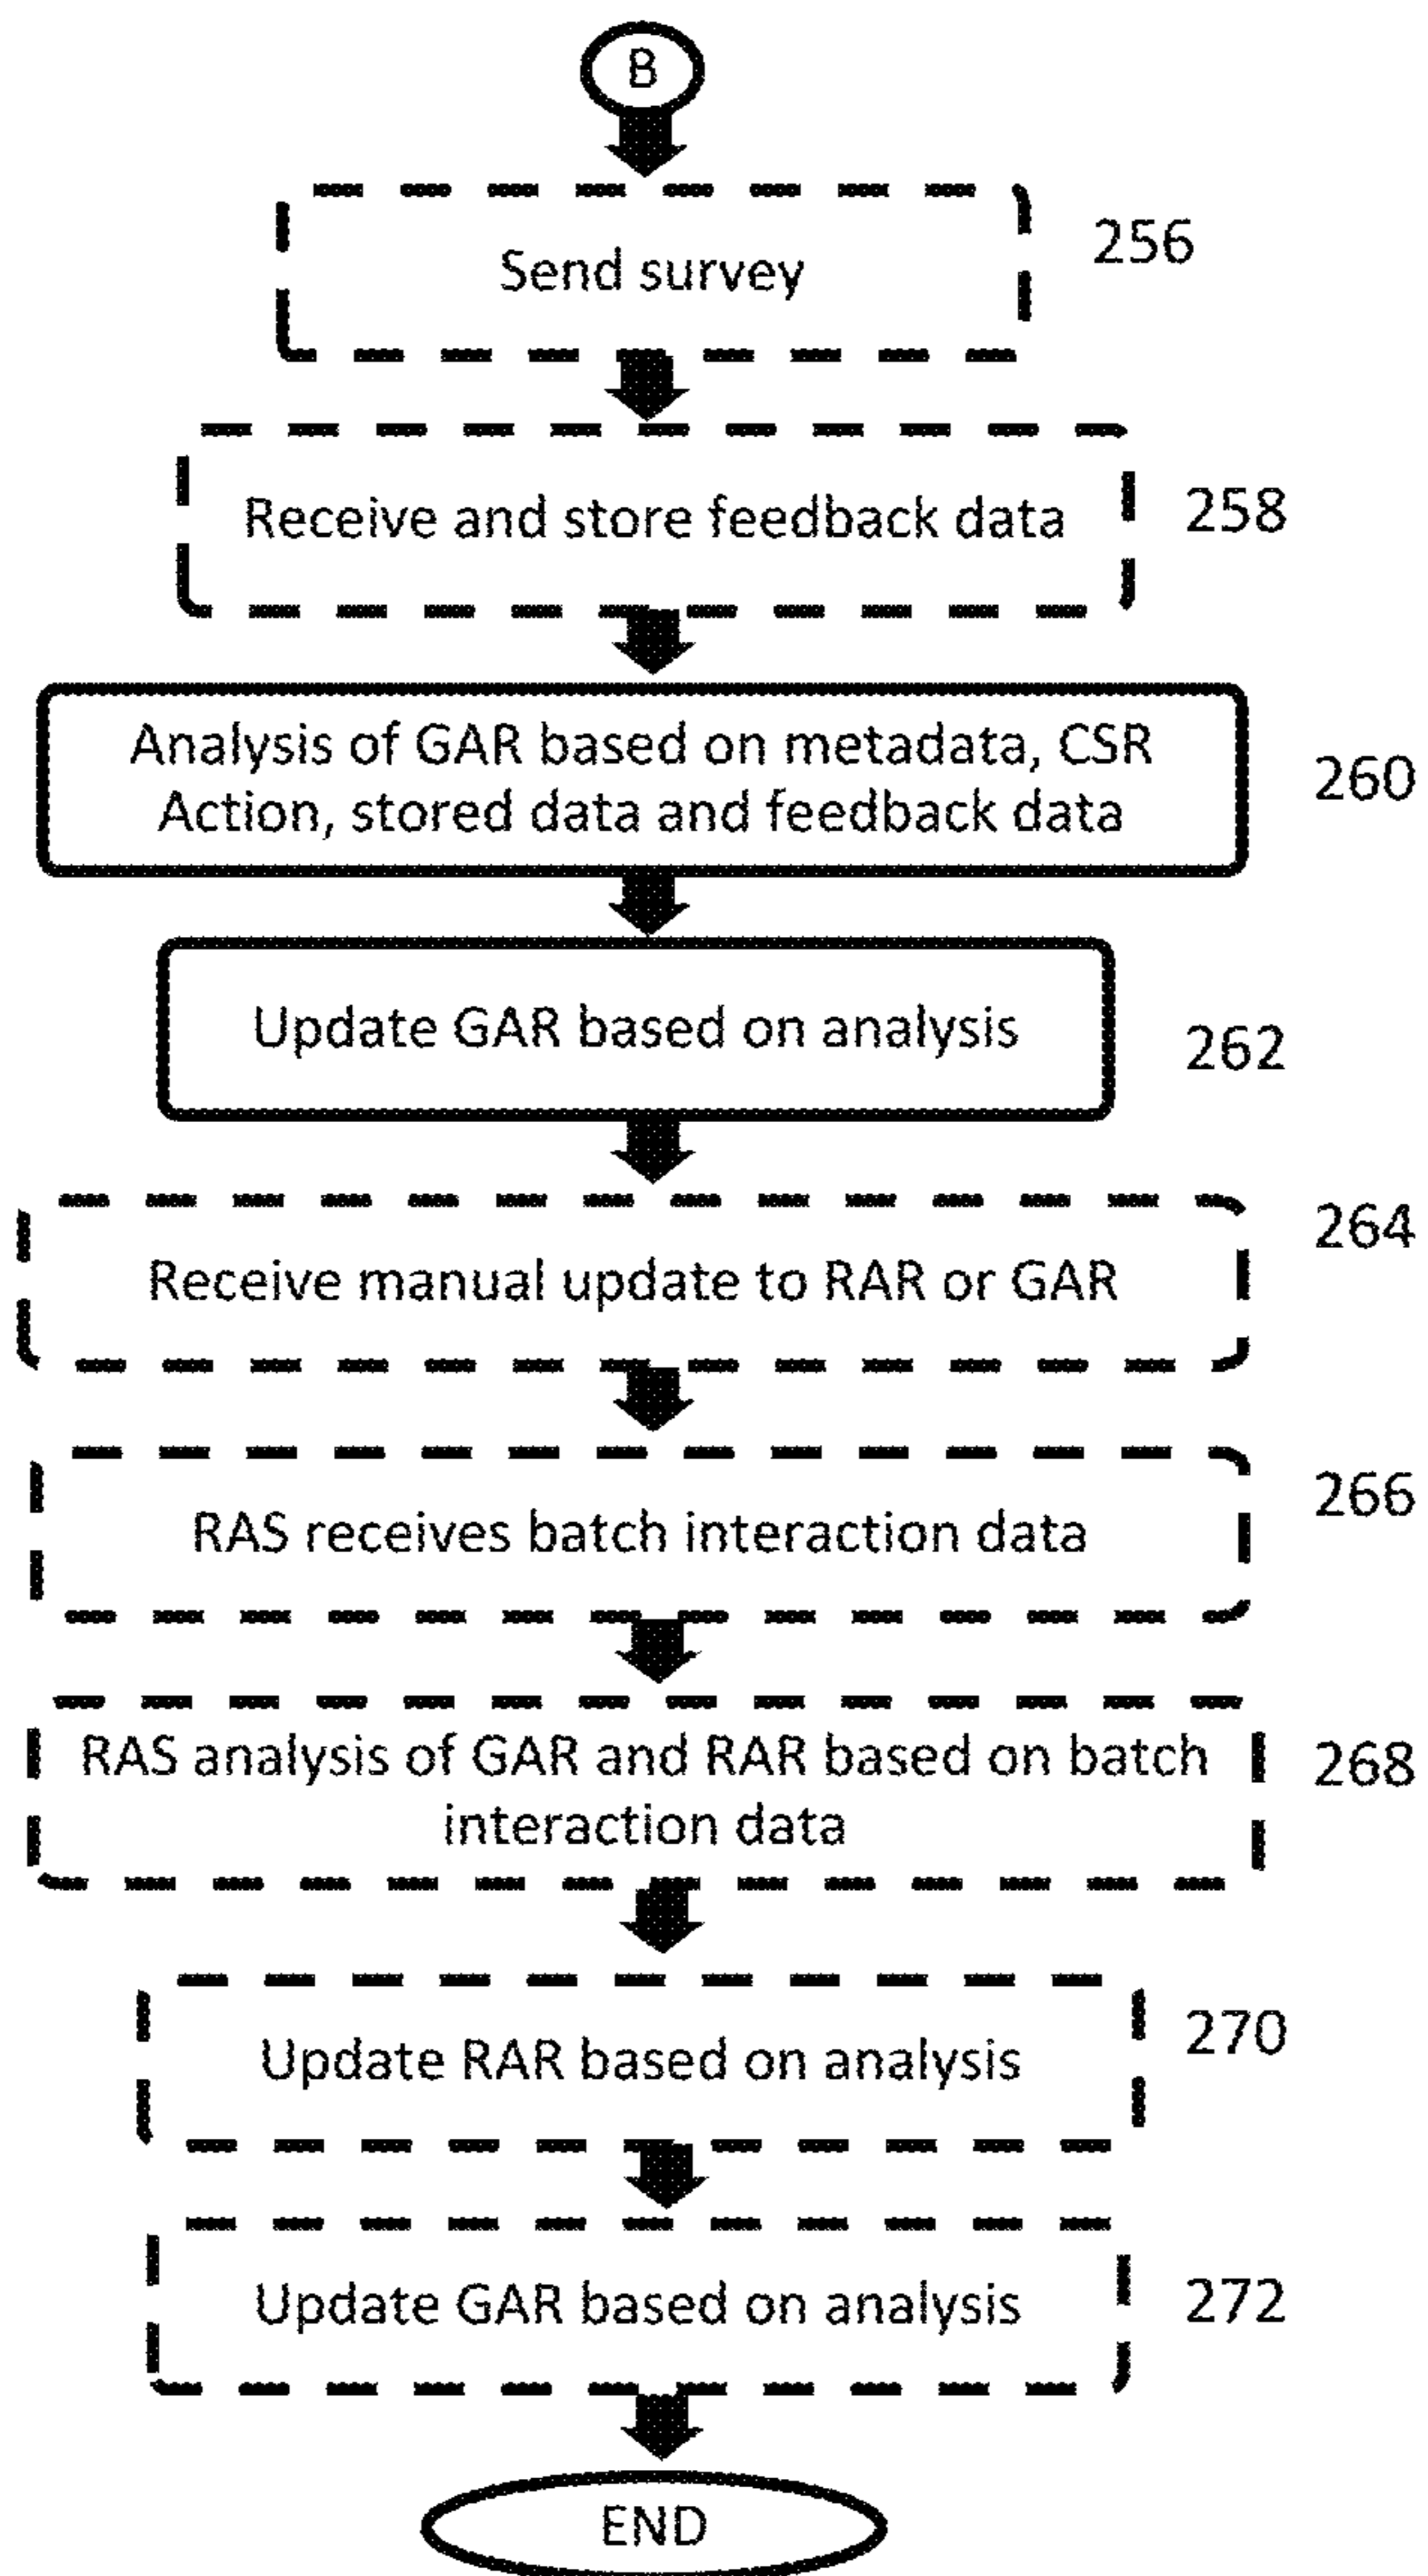 B
Send survey
256
Receive and store feedback data
258
Analysis of GAR based on metadata, CSR
Action, stored data and feedback data
260
Update GAR based on analysis
262
Receive manual update to RAR or GAR
264
RAS receives batch interaction data
266
RAS analysis of GAR and RAR based on batch
interaction data
268
Update RAR based on analysis
270
Update GAR based on analysis
272
END